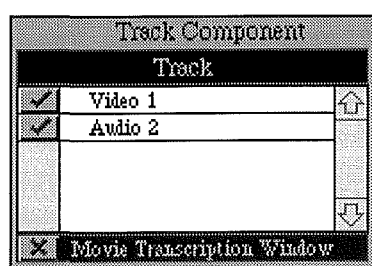 Track Component
Track
Video 1
Audio 2
Movie Transcription Window